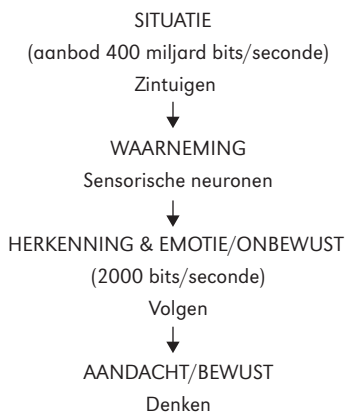 SITUATIE
(aanbod 400 miljard bits/seconde)
Zintuigen
WAARNEMING
Sensorische neuronen
HERKENNING & EMOTIE/ONBEWUST
(2000 bits/seconde)
Volgen
AANDACHT/BEWUST
Denken